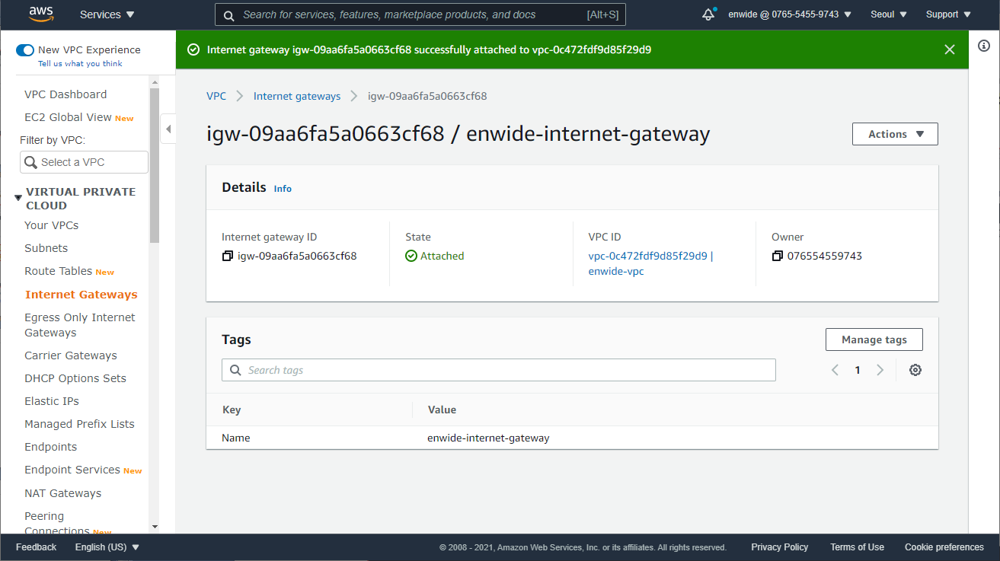 aws
Services
Search for services, features, marketplace products, and docs [Alt+S]
enwide @ 0765-5455-9743
Seoul
Support
New VPC Experience
Tell us what you think
VPC Dashboard
EC2 Global View New
Filter by VPC:
Select a VPC
VIRTUAL PRIVATE
CLOUD
Your VPCs
Subnets
Route Tables New
Internet Gateways
Egress Only Internet
Gateways
Carrier Gateways
DHCP Options Sets
Elastic IPs
Managed Prefix Lists
Endpoints
Endpoint Services New
NAT Gateways
Peering
Connections New
Internet gateway igw-09aa6fa5a0663cf68 successfully attached to vpc-0c472fdf9d85f29d9
VPC
Internet gateways
igw-09aa6fa5a0663cf68
igw-09aa6fa5a0663cf68 / enwide-internet-gateway
Actions
Details Info
Internet gateway ID
igw-09aa6fa5a0663cf68
State
Attached
VPC ID
vpc-0c472fdf9d85f29d9 |
enwide-vpc
Owner
076554559743
Tags
Manage tags
Search tags
1
Key Value
Name enwide-internet-gateway
Feedback
English (US)
© 2008 - 2021, Amazon Web Services, Inc. or its affiliates. All rights reserved.
Privacy Policy
Terms of Use
Cookie preferences